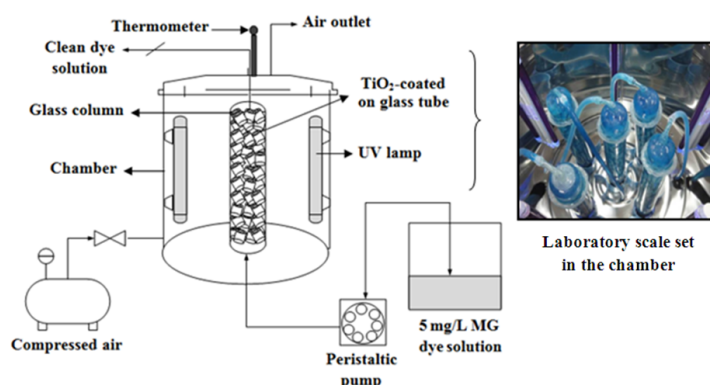 Thermometer
Air outlet
Clean dye
solution
TiO₂-coated
on glass tube
Glass column
UV lamp
Chamber
Laboratory scale set
in the chamber
Compressed air
Peristaltic
pump
5 mg/L MG
dye solution